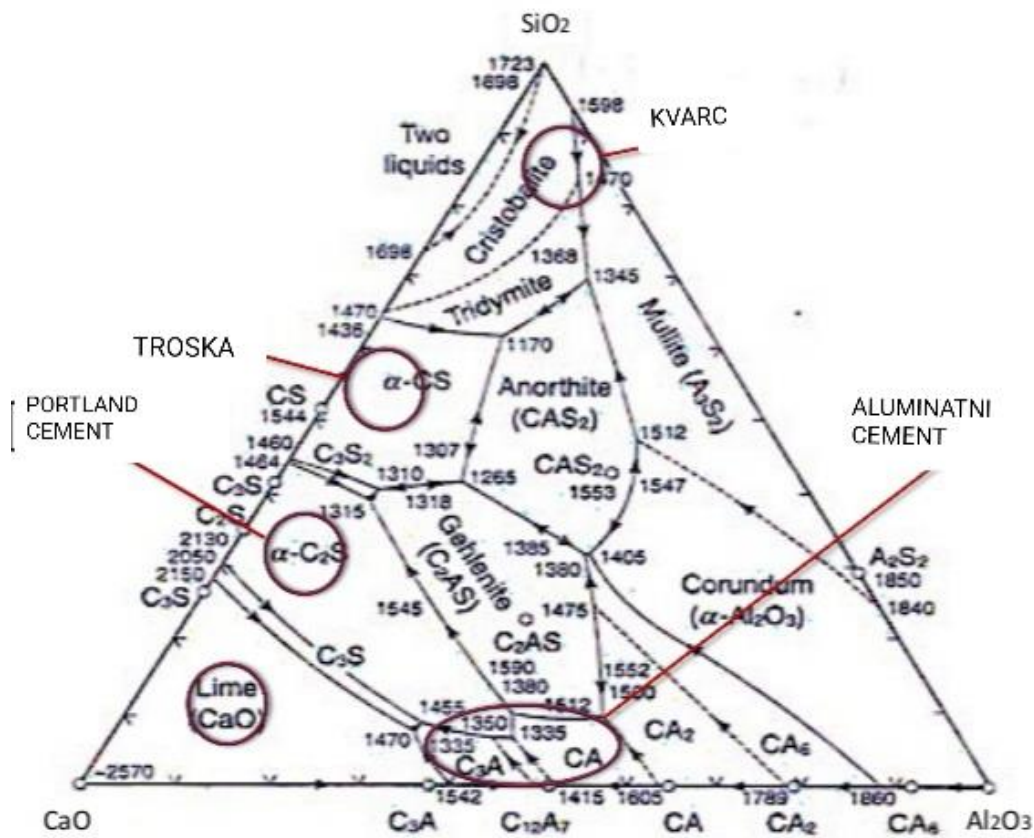 SiO₂
1723
1698
1598
KVARC
Two
liquids
1470
Cristobalite
1698
1368
1345
Tridymite
1470
1436
1170
Mullite (A₃S₂)
TROSKA
α-CS
Anorthite
(CAS₂)
ALUMINATNI
CEMENT
PORTLAND
CEMENT
CS
1544
1512
1460
1464
C₃S₂
1307
1310
1265
CAS₂
1553
1547
C₃S
1318
1315
C₂S
2130
α-C₂S
2050
2150
C₃S
Gehlenite
(C₂AS)
1385
1380
1405
A₂S₂
1850
1840
Corundum
(α-Al₂O₃)
1545
1475
C₂AS
C₃S
1590
1380
1552
Lime
(CaO)
1455
1512
1350
1335
1470
1335
C₃A
CA
CA₂
CA₆
~2570
1542
1415
1605
1789
1860
CaO
C₃A
C₁₂A₇
CA
CA₂
CA₆
Al₂O₃